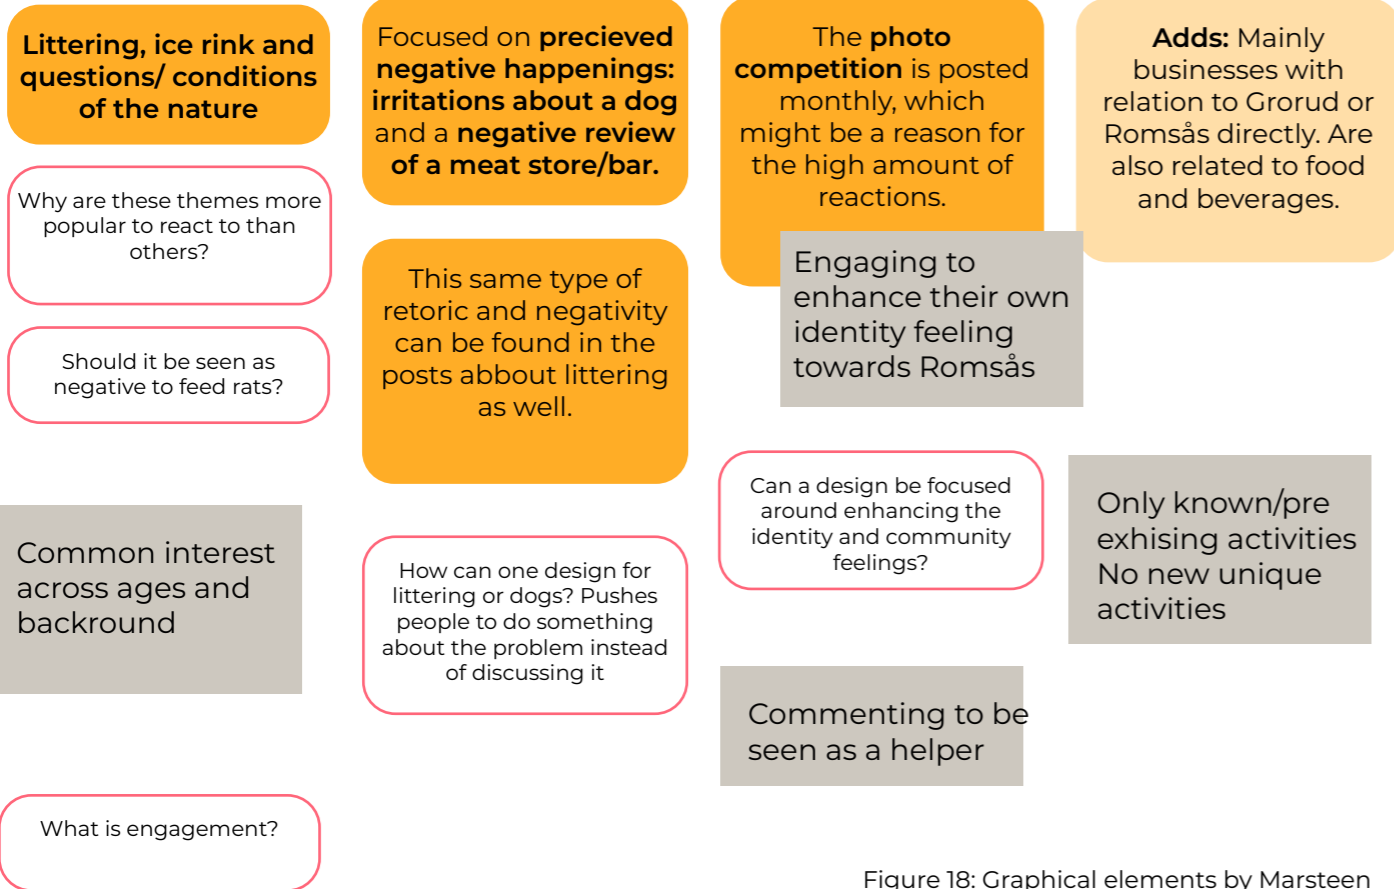 Littering, ice rink and
questions/ conditions
of the nature
Why are these themes more
popular to react to than
others?
Should it be seen as
negative to feed rats?
Common interest
across ages and
backround
What is engagement?
Focused on precieved
negative happenings:
irritations about a dog
and a negative review
of a meat store/bar.
This same type of
retoric and negativity
can be found in the
posts abbout littering
as well.
How can one design for
littering or dogs? Pushes
people to do something
about the problem instead
of discussing it
The photo
competition is posted
monthly, which
might be a reason for
the high amount of
reactions.
Engaging to
enhance their own
identity feeling
towards Romsås
Can a design be focused
around enhancing the
identity and community
feelings?
Commenting to be
seen as a helper
Adds: Mainly
businesses with
relation to Grorud or
Romsås directly. Are
also related to food
and beverages.
Only known/pre
exhising activities
No new unique
activities
Figure 18: Graphical elements by Marsteen